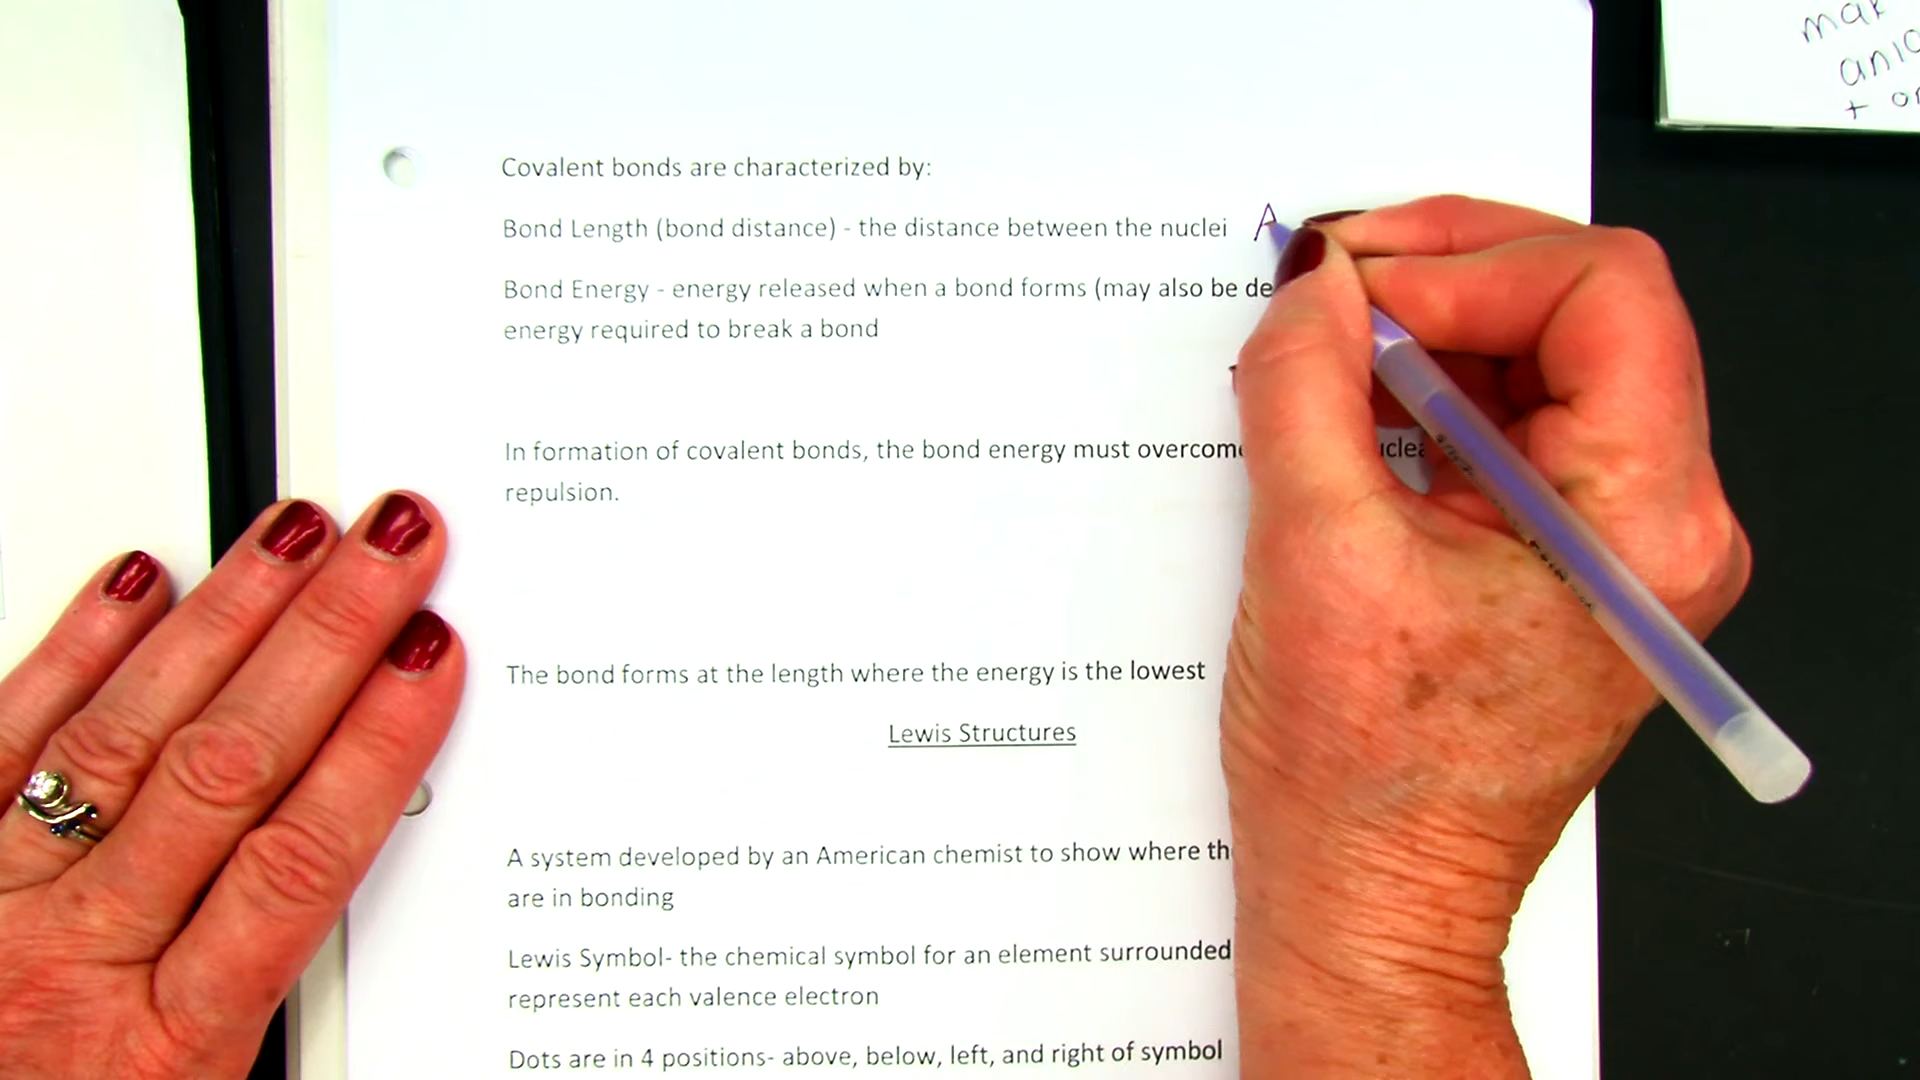 Covalent bonds are characterized by:
Bond Length (bond distance) - the distance between the nuclei A
Bond Energy - energy released when a bond forms (may also be de
energy required to break a bond
In formation of covalent bonds, the bond energy must overcome
repulsion.
The bond forms at the length where the energy is the lowest
Lewis Structures
A system developed by an American chemist to show where th
are in bonding
Lewis Symbol- the chemical symbol for an element surrounded
represent each valence electron
Dots are in 4 positions- above, below, left, and right of symbol
mak
anio
+ or